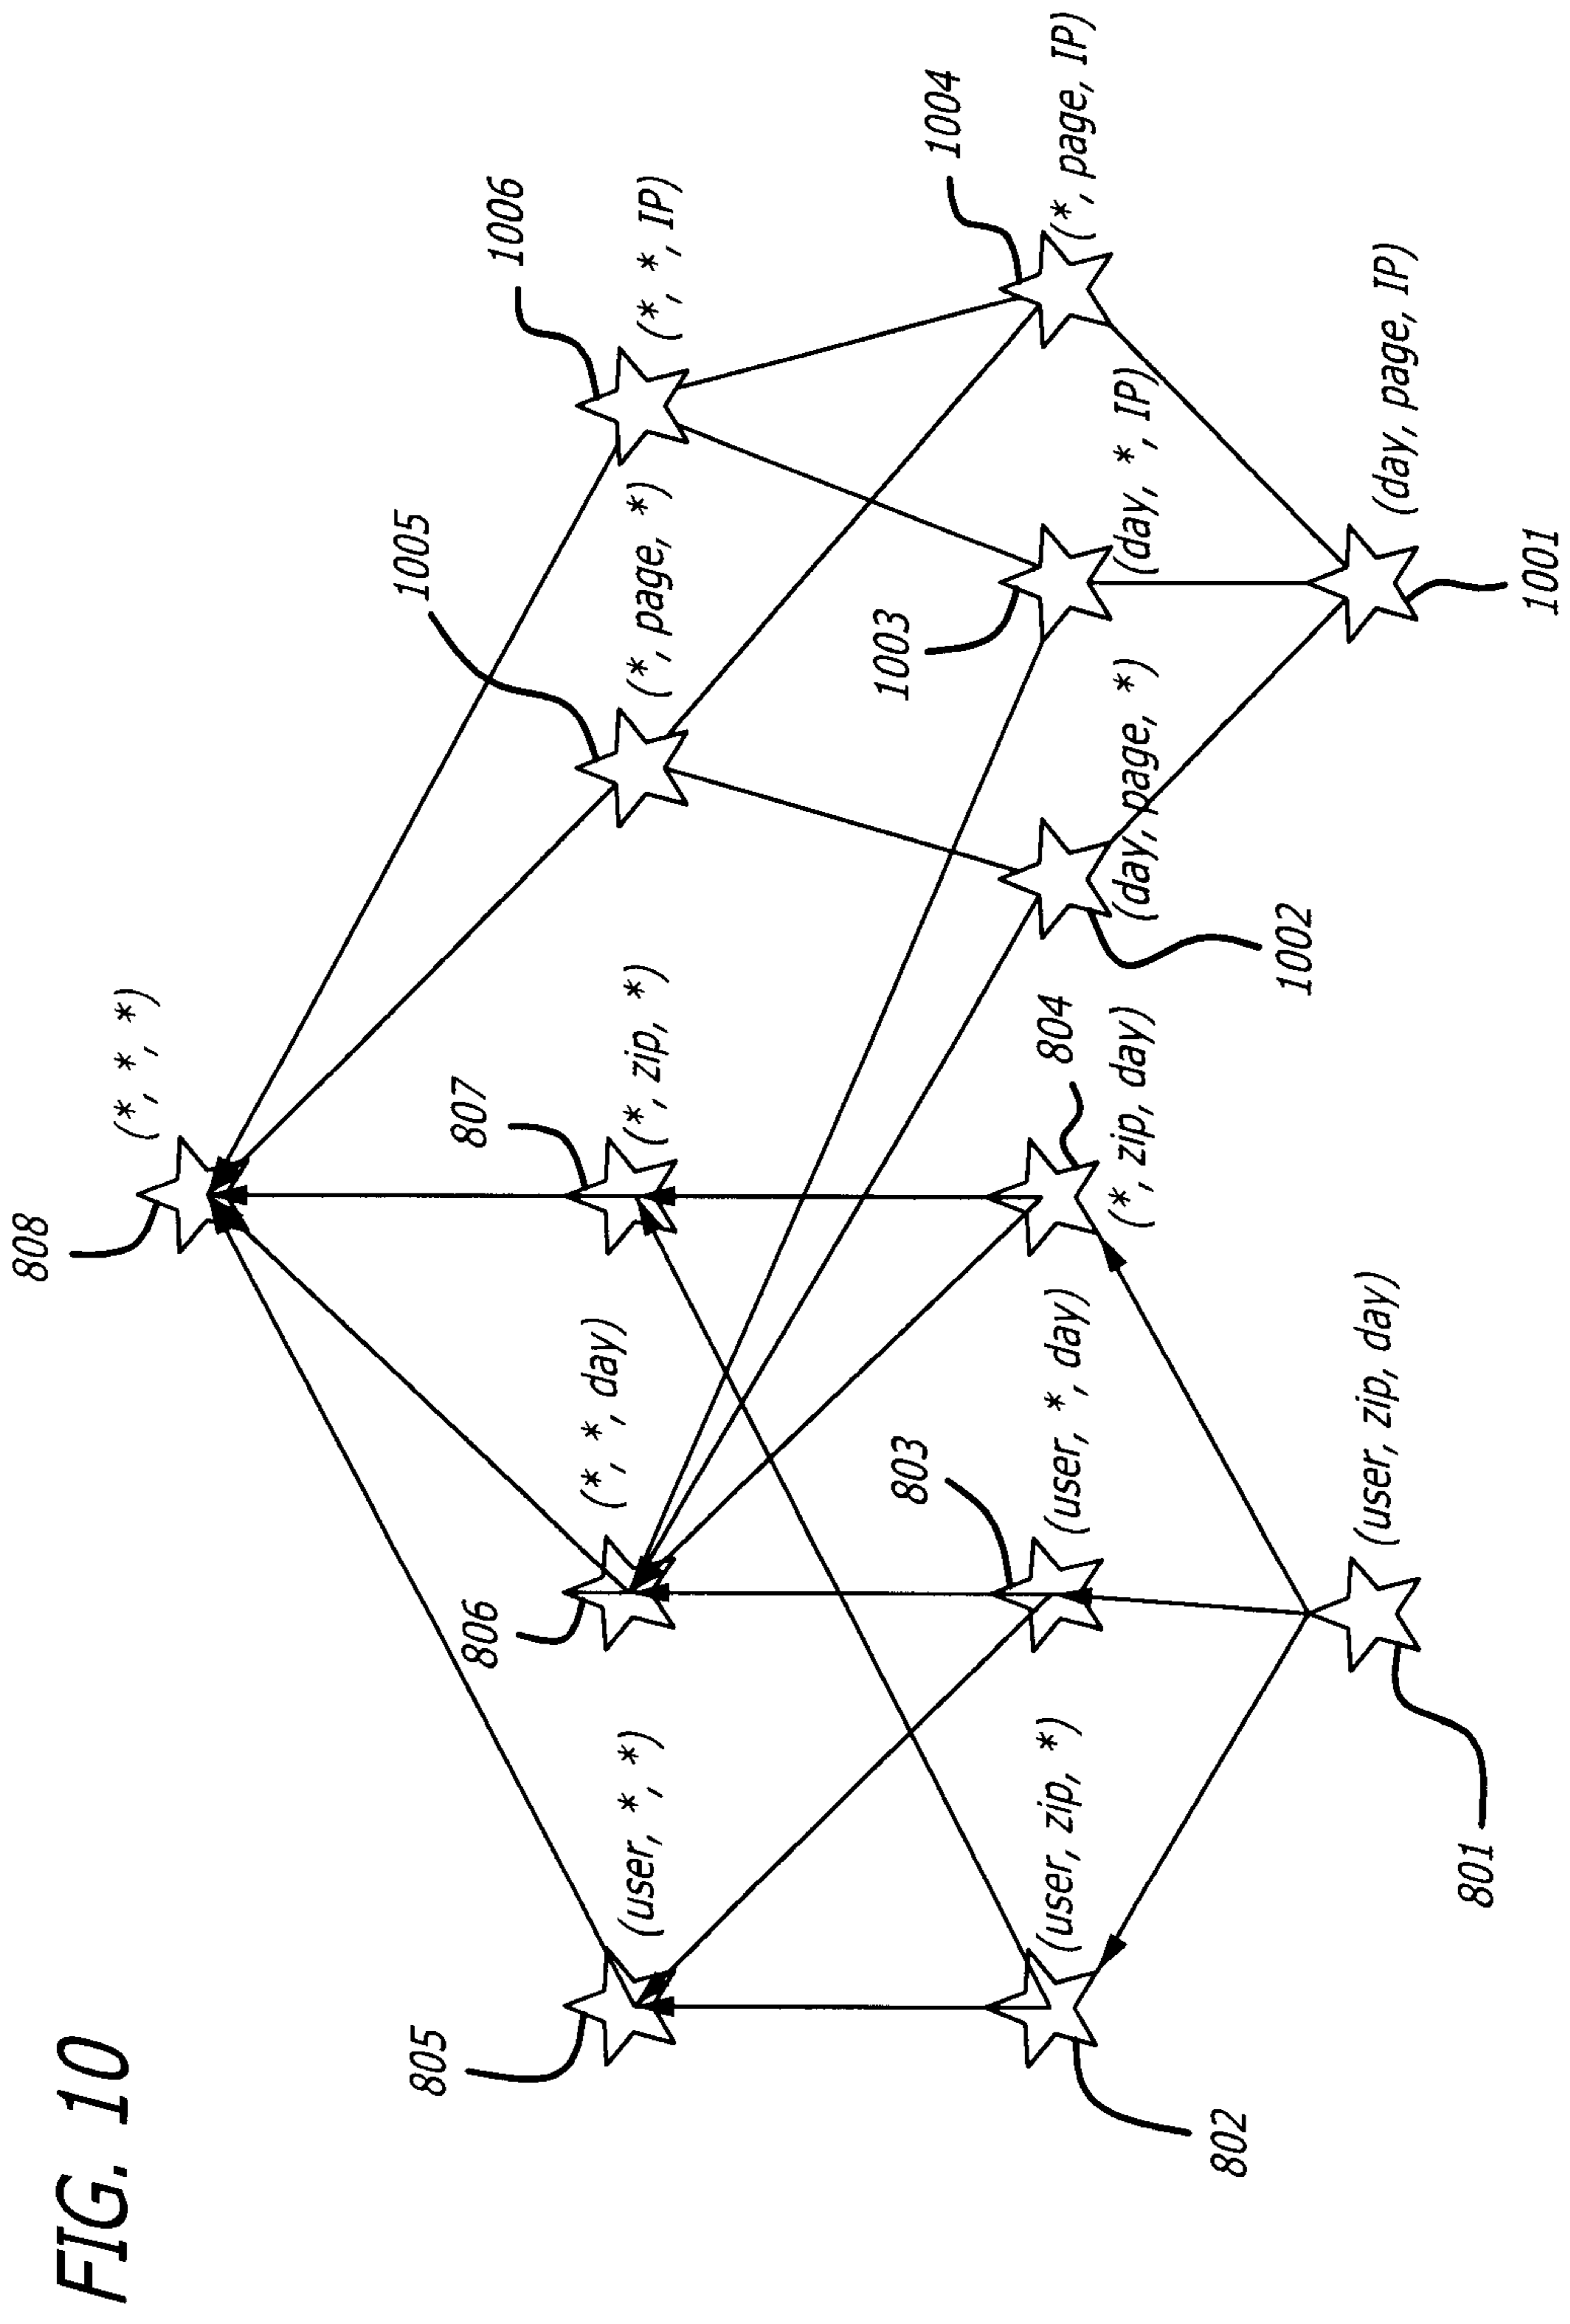 FIG. 10
808
(*, *, *)
805
(user, *, *)
806
(*, *, day)
807
(*, zip, *)
1005
(*, page, *)
1006
(*, *, IP)
802
(user, zip, *)
803
(user, *, day)
804
(*, zip, day)
1002
(day, page, *)
1003
(day, *, IP)
1004
(*, page, IP)
801
(user, zip, day)
1001
(day, page, IP)